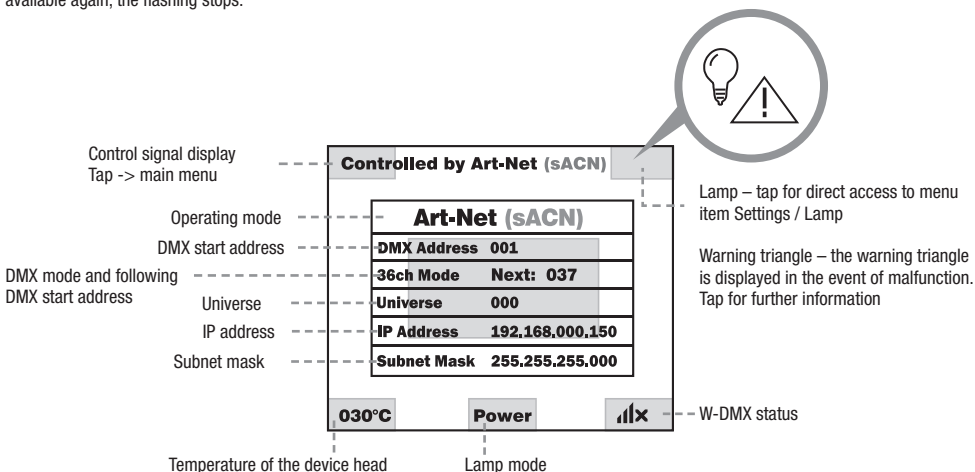 available again, the flashing stops.
Control signal display
Tap -> main menu
Controlled by Art-Net (sACN)
Lamp – tap for direct access to menu
item Settings / Lamp
Operating mode
Art-Net (sACN)
DMX start address
DMX Address 001
Warning triangle – the warning triangle
is displayed in the event of malfunction.
Tap for further information
DMX mode and following
DMX start address
36ch Mode Next: 037
Universe
Universe 000
IP address
IP Address 192.168.000.150
Subnet mask
Subnet Mask 255.255.255.000
030°C
Power
W-DMX status
Temperature of the device head
Lamp mode